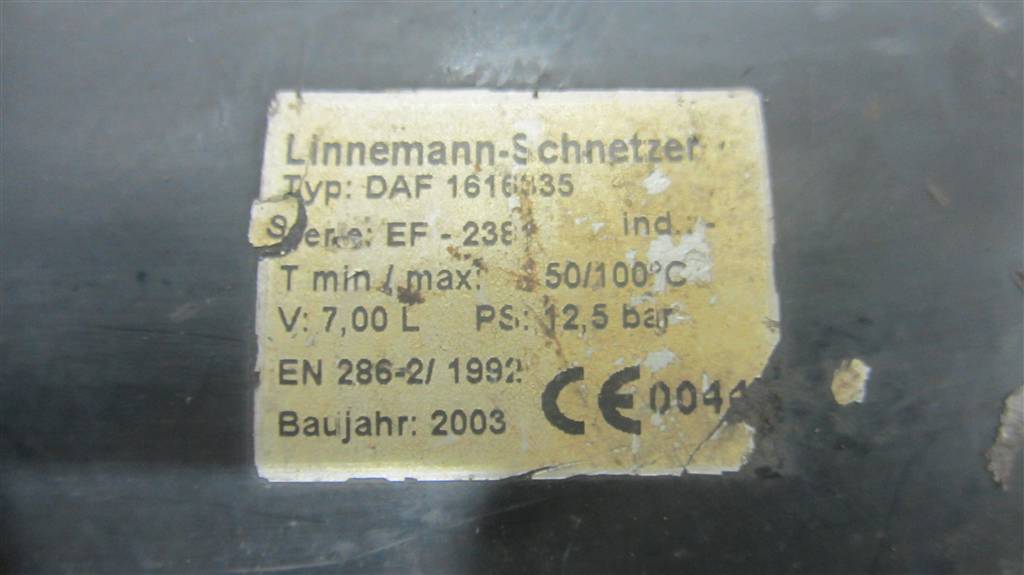 Linnemann-Schnetzer
Typ: DAF
EF -
ind.: -
T min / max: 50/100°C
V: 7,00 L PS: 12,5 bar
EN 286-2/ 1992
CE
Baujahr: 2003